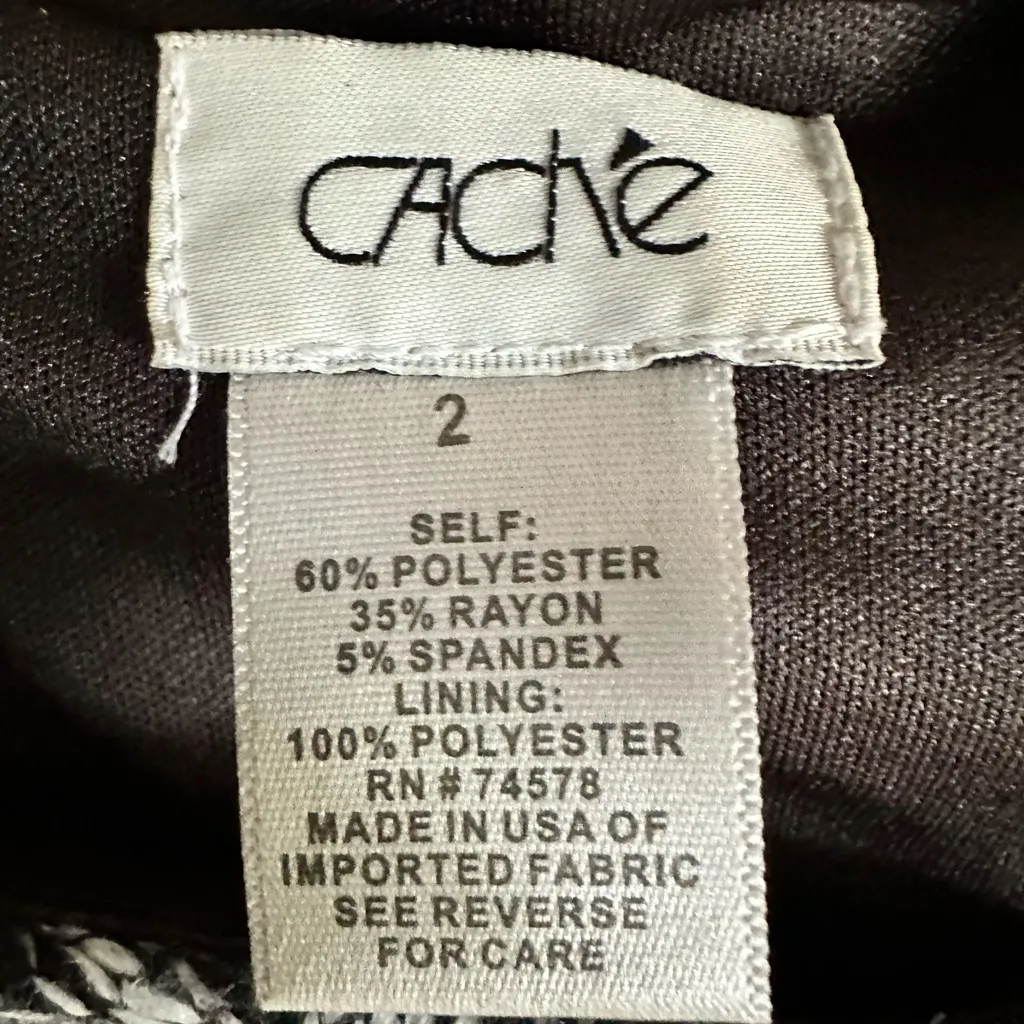 CACHé
2
SELF:
60% POLYESTER
35% RAYON
5% SPANDEX
LINING:
100% POLYESTER
RN # 74578
MADE IN USA OF
IMPORTED FABRIC
SEE REVERSE
FOR CARE